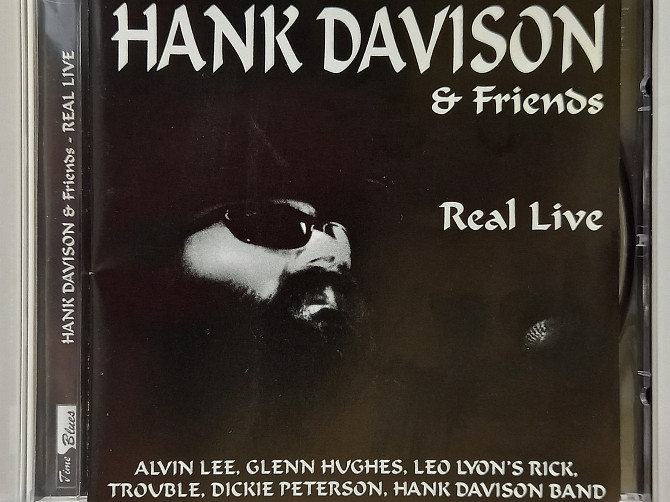 HANK DAVISON
& Friends
Real Live
ALVIN LEE, GLENN HUGHES, LEO LYON'S RICK,
TROUBLE, DICKIE PETERSON, HANK DAVISON BAND
HANK DAVISON & Friends - REAL LIVE
Time Blues